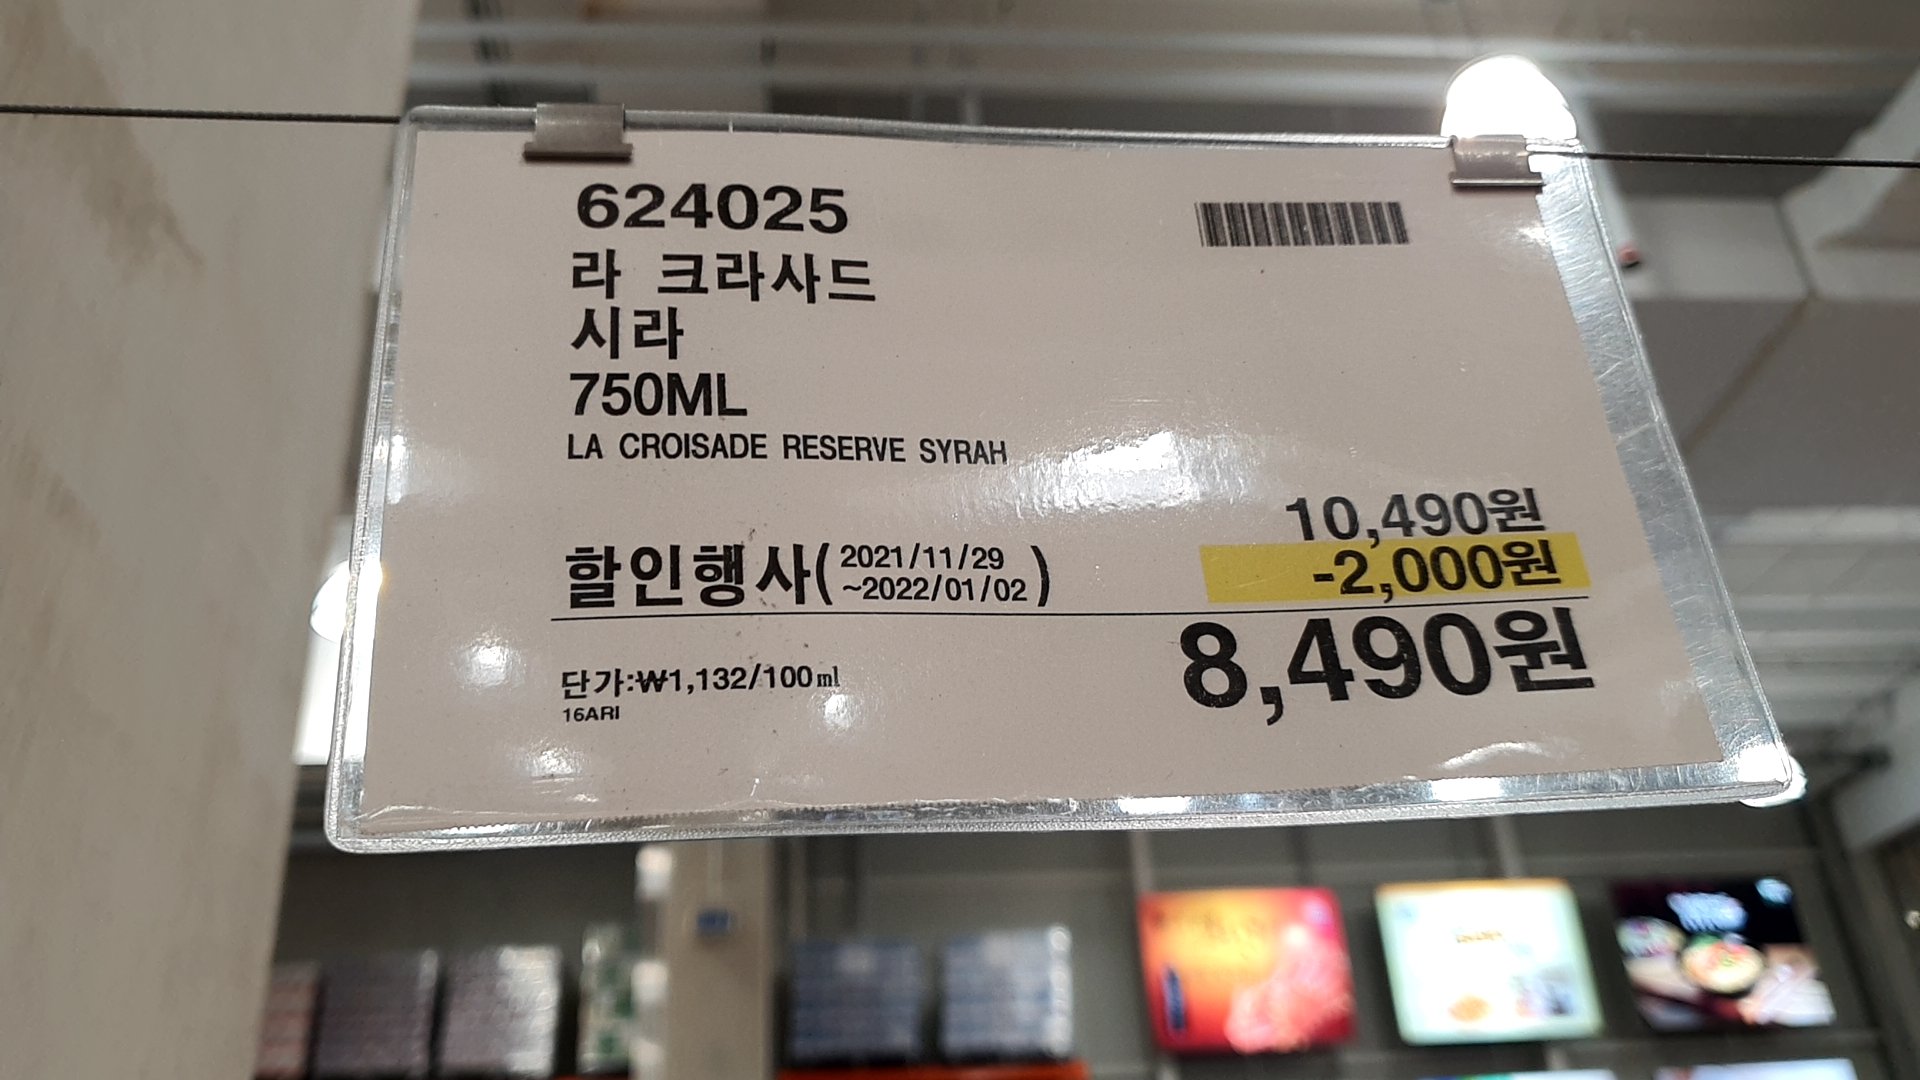 624025
라 크라사드
시라
750ML
LA CROISADE RESERVE SYRAH
10,490원
할인행사(2021/11/29
~2022/01/02)
-2,000원
8,490원
단가:₩1,132/100㎖
16ARI